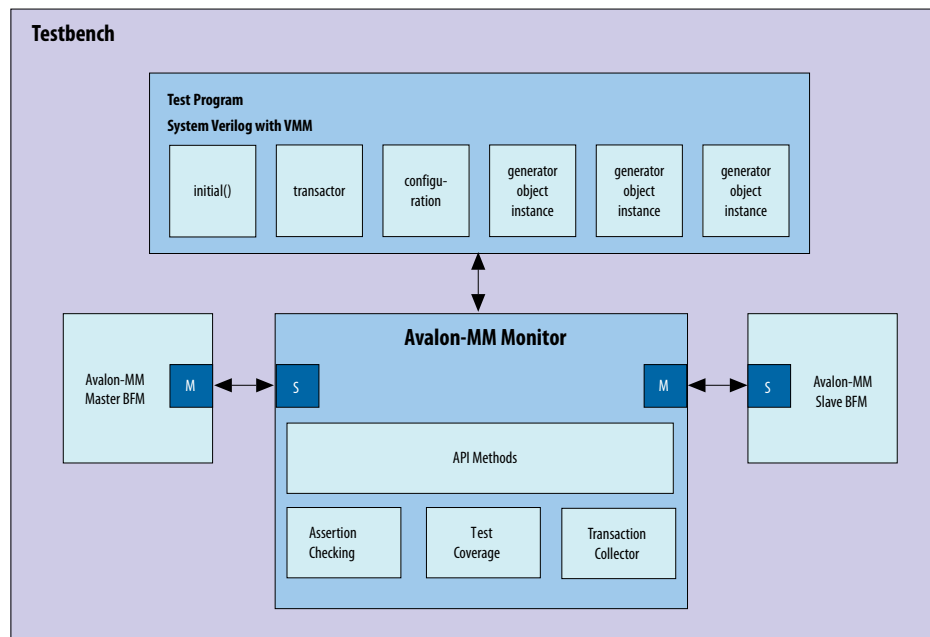 Testbench
Test Program
System Verilog with VMM
initial()
transactor
configu-
ration
generator
object
instance
generator
object
instance
generator
object
instance
Avalon-MM
Master BFM
M
Avalon-MM Monitor
S
M
API Methods
Assertion
Checking
Test
Coverage
Transaction
Collector
S
Avalon-MM
Slave BFM